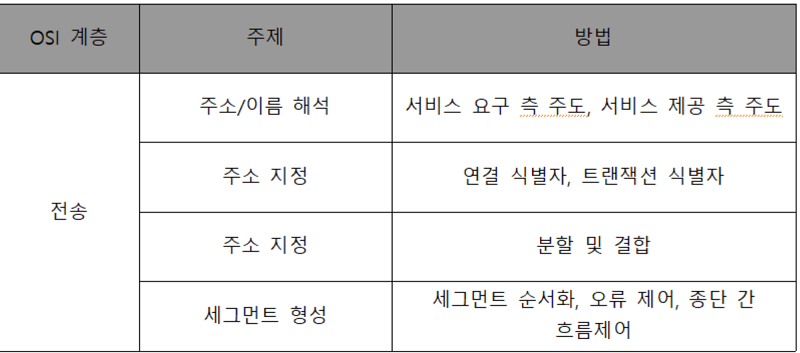 OSI 계층 주제 방법
주소/이름 해석 서비스 요구 측 주도, 서비스 제공 측 주도
주소 지정 연결 식별자, 트랜잭션 식별자
전송
주소 지정 분할 및 결합
세그먼트 형성 세그먼트 순서화, 오류 제어, 종단 간
흐름제어